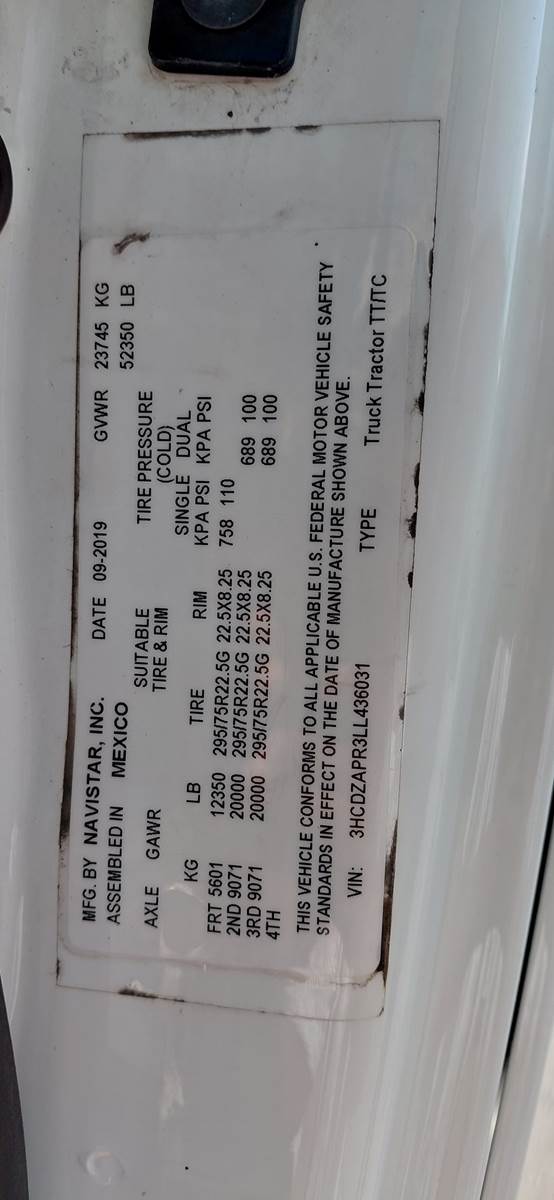 MFG. BY NAVISTAR, INC. DATE 09-2019 GVWR 23745 KG
ASSEMBLED IN MEXICO 52350 LB
AXLE GAWR SUITABLE TIRE & RIM TIRE PRESSURE (COLD)
SINGLE DUAL
KG LB TIRE RIM KPA PSI KPA PSI
FRT 5601 12350 295/75R22.5G 22.5X8.25 758 110
2ND 9071 20000 295/75R22.5G 22.5X8.25 689 100
3RD 9071 20000 295/75R22.5G 22.5X8.25 689 100
4TH
THIS VEHICLE CONFORMS TO ALL APPLICABLE U.S. FEDERAL MOTOR VEHICLE SAFETY
STANDARDS IN EFFECT ON THE DATE OF MANUFACTURE SHOWN ABOVE.
VIN: 3HCDZAPR3LL436031 TYPE Truck Tractor TT/TC